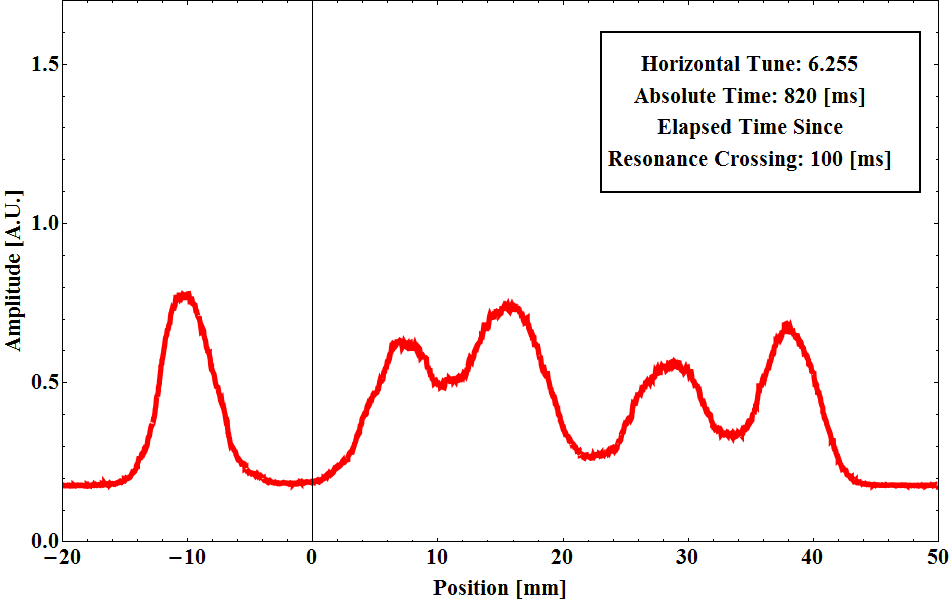 1.5
1.0
0.5
0.0
Amplitude [A.U.]
Horizontal Tune: 6.255
Absolute Time: 820 [ms]
Elapsed Time Since
Resonance Crossing: 100 [ms]
−20 −10 0 10 20 30 40 50
Position [mm]